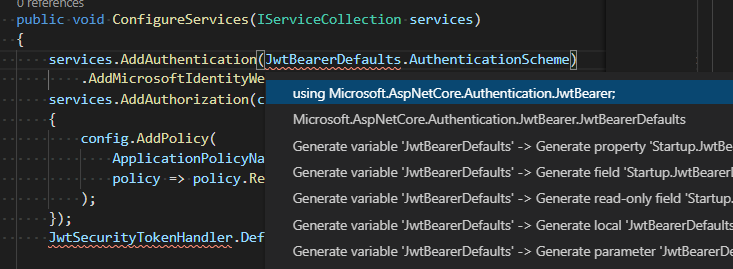 0 references
public void ConfigureServices(IServiceCollection services)
{
services.AddAuthentication(JwtBearerDefaults.AuthenticationScheme)
.AddMicrosoftIdentityWe
services.AddAuthorization(c
{
config.AddPolicy(
ApplicationPolicyNa
policy => policy.Re
);
});
JwtSecurityTokenHandler.Def
using Microsoft.AspNetCore.Authentication.JwtBearer;
Microsoft.AspNetCore.Authentication.JwtBearer.JwtBearerDefaults
Generate variable 'JwtBearerDefaults' -> Generate property 'Startup.JwtBe
Generate variable 'JwtBearerDefaults' -> Generate field 'Startup.JwtBearerD
Generate variable 'JwtBearerDefaults' -> Generate read-only field 'Startup.
Generate variable 'JwtBearerDefaults' -> Generate local 'JwtBearerDefaults
Generate variable 'JwtBearerDefaults' -> Generate parameter 'JwtBearerDef